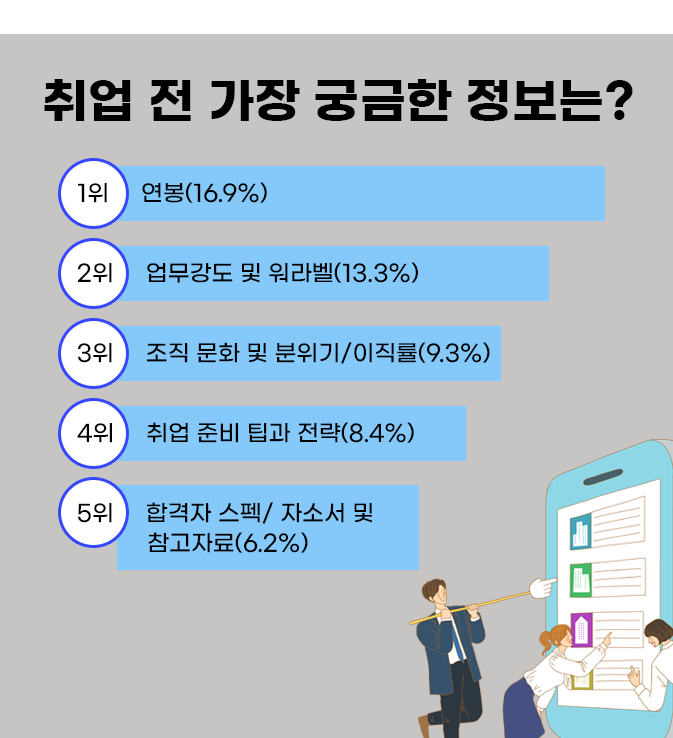 취업 전 가장 궁금한 정보는?
1위 연봉(16.9%)
2위 업무강도 및 워라벨(13.3%)
3위 조직 문화 및 분위기/이직률(9.3%)
4위 취업 준비 팁과 전략(8.4%)
5위 합격자 스펙/ 자소서 및
참고자료(6.2%)